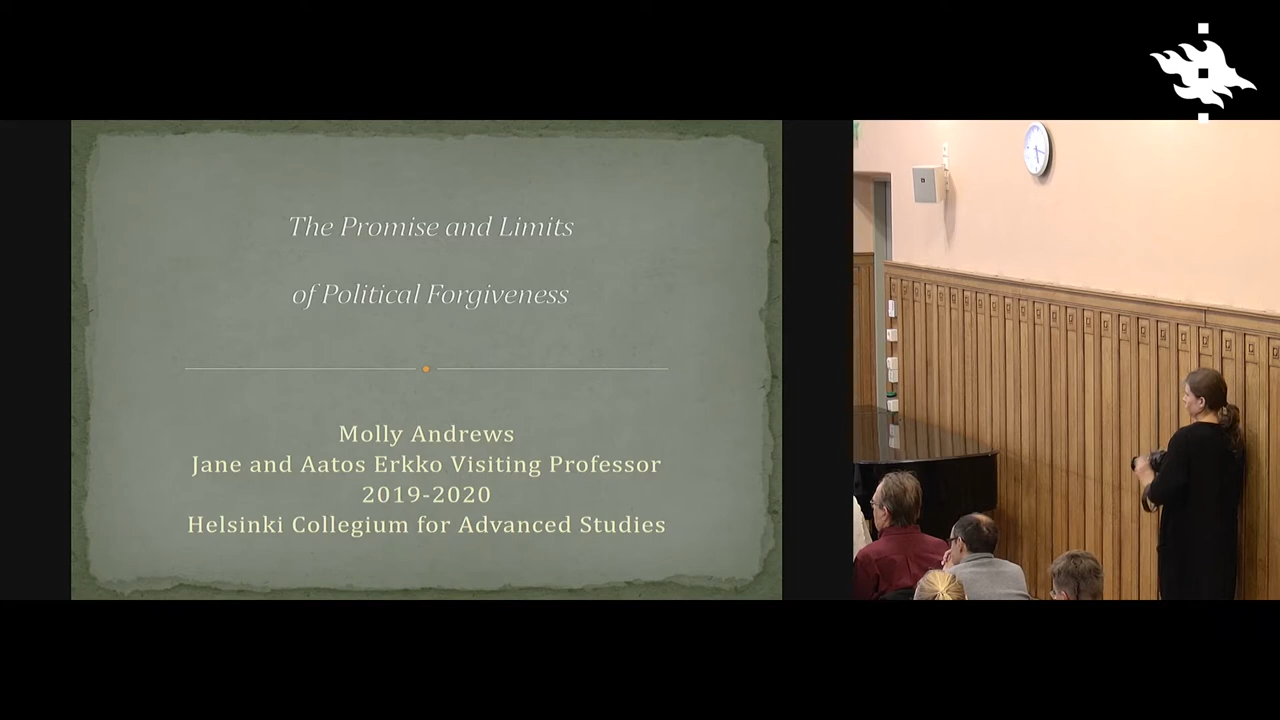 The Promise and Limits
of Political Forgiveness
Molly Andrews
Jane and Aatos Erkko Visiting Professor
2019-2020
Helsinki Collegium for Advanced Studies